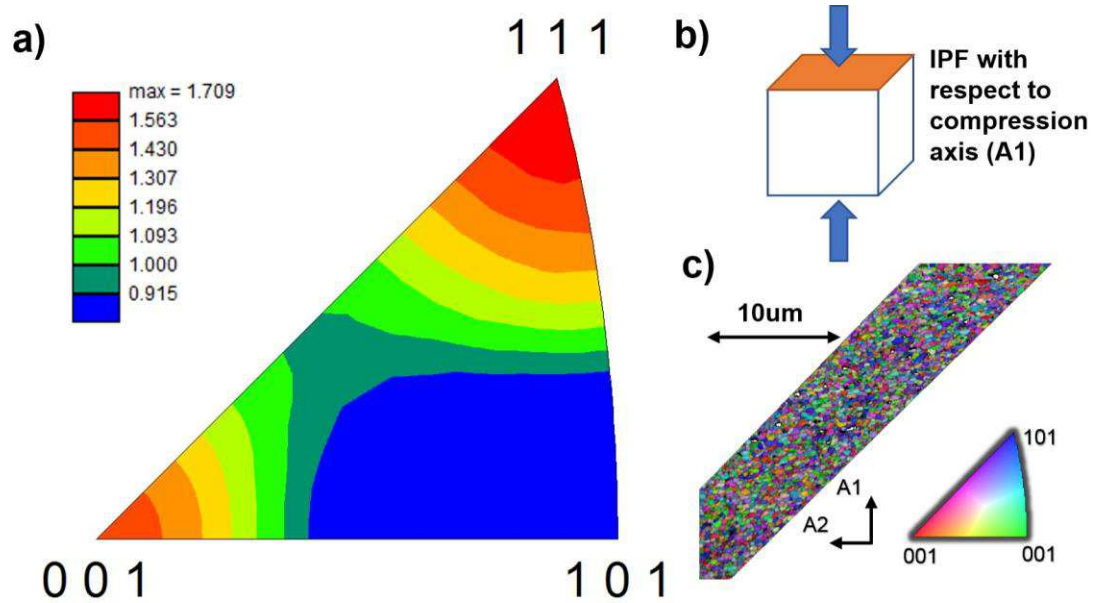 a)
1 1 1
max = 1.709
1.563
1.430
1.307
1.196
1.093
1.000
0.915
0 0 1
1 0 1
b)
IPF with
respect to
compression
axis (A1)
c)
10um
A1
A2
101
001
001